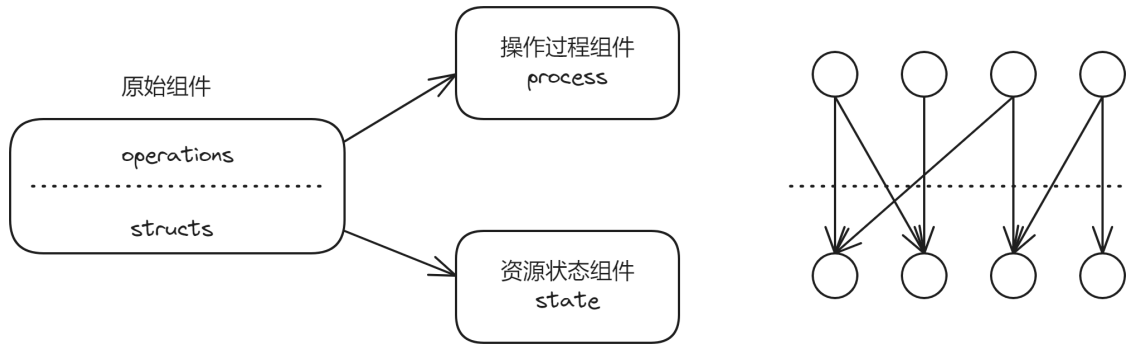 原始组件
operations
structs
操作过程组件
process
资源状态组件
state